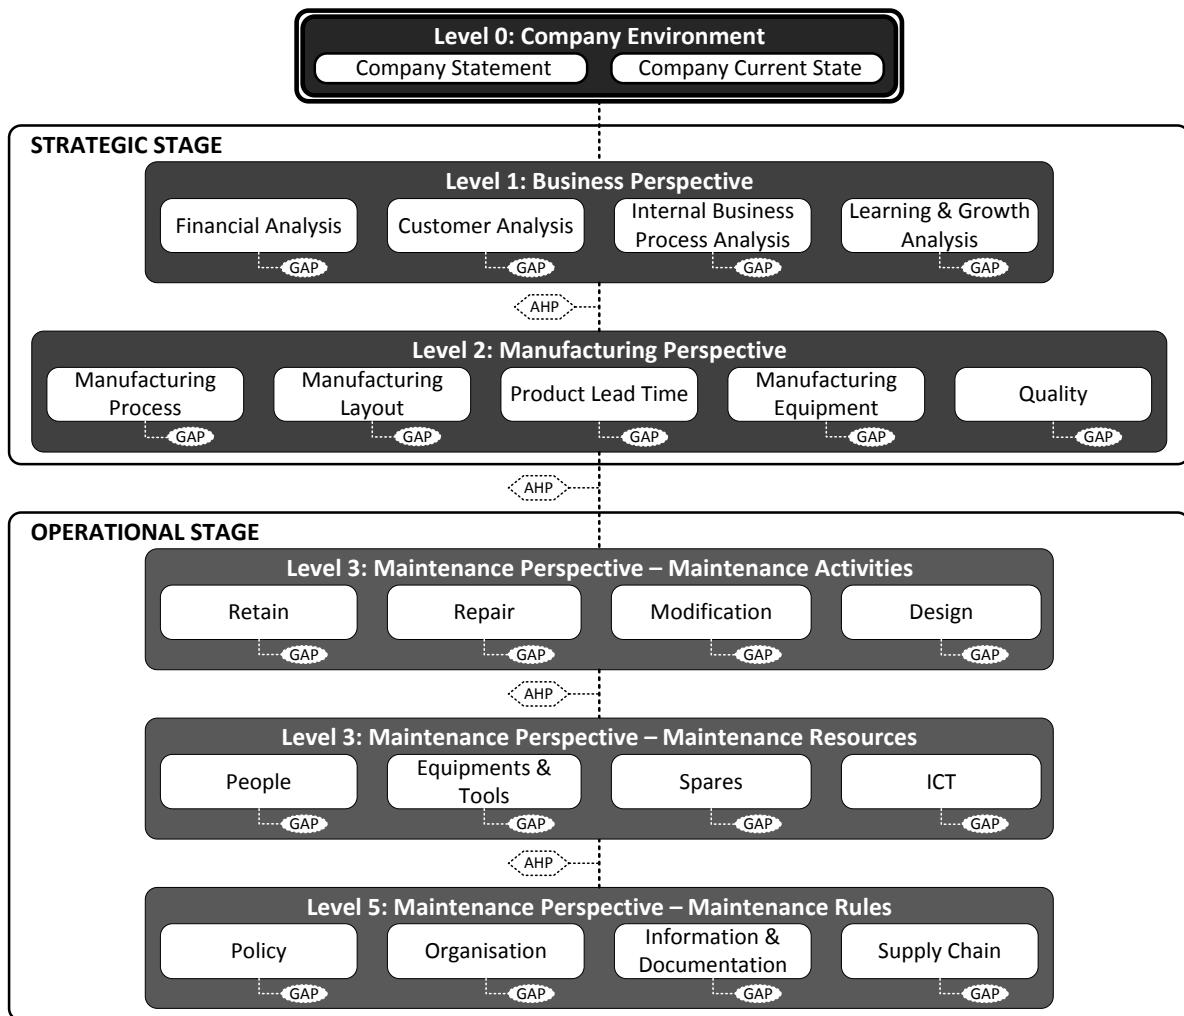 Level 0: Company Environment
Company Statement
Company Current State
STRATEGIC STAGE
Level 1: Business Perspective
Financial Analysis
Customer Analysis
Internal Business
Process Analysis
Learning & Growth
Analysis
GAP
GAP
GAP
GAP
AHP
Level 2: Manufacturing Perspective
Manufacturing
Process
Manufacturing
Layout
Product Lead Time
Manufacturing
Equipment
Quality
GAP
GAP
GAP
GAP
GAP
AHP
OPERATIONAL STAGE
Level 3: Maintenance Perspective – Maintenance Activities
Retain
Repair
Modification
Design
GAP
GAP
GAP
GAP
AHP
Level 3: Maintenance Perspective – Maintenance Resources
People
Equipments &
Tools
Spares
ICT
GAP
GAP
GAP
GAP
AHP
Level 5: Maintenance Perspective – Maintenance Rules
Policy
Organisation
Information &
Documentation
Supply Chain
GAP
GAP
GAP
GAP